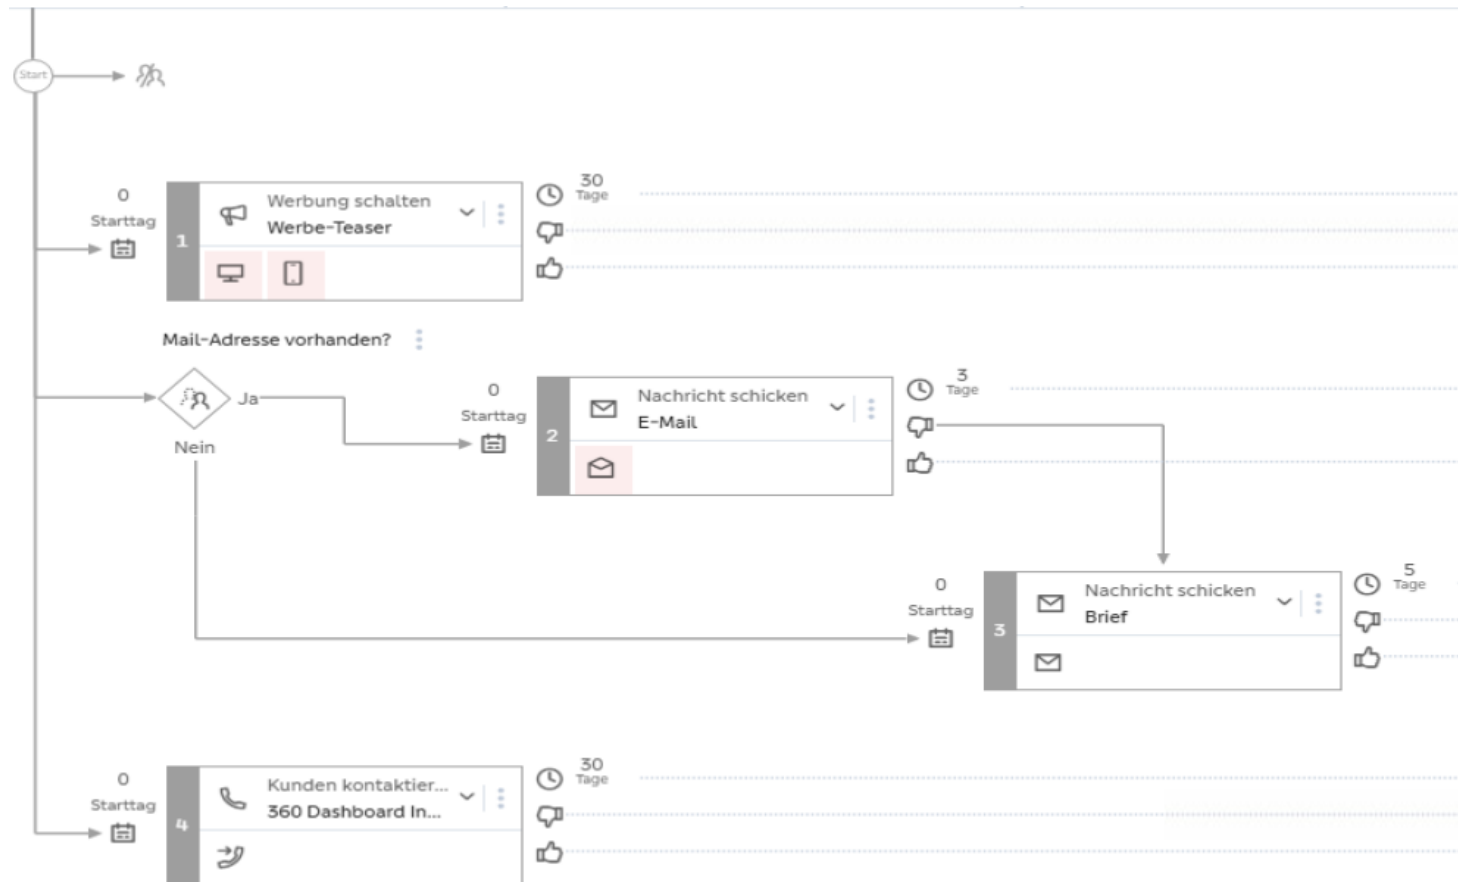 Start
0
Starttag
1
Werbung schalten
Werbe-Teaser
30
Tage
Mail-Adresse vorhanden?
Ja
Nein
0
Starttag
2
Nachricht schicken
E-Mail
3
Tage
0
Starttag
3
Nachricht schicken
Brief
5
Tage
0
Starttag
4
Kunden kontaktier...
360 Dashboard In...
30
Tage